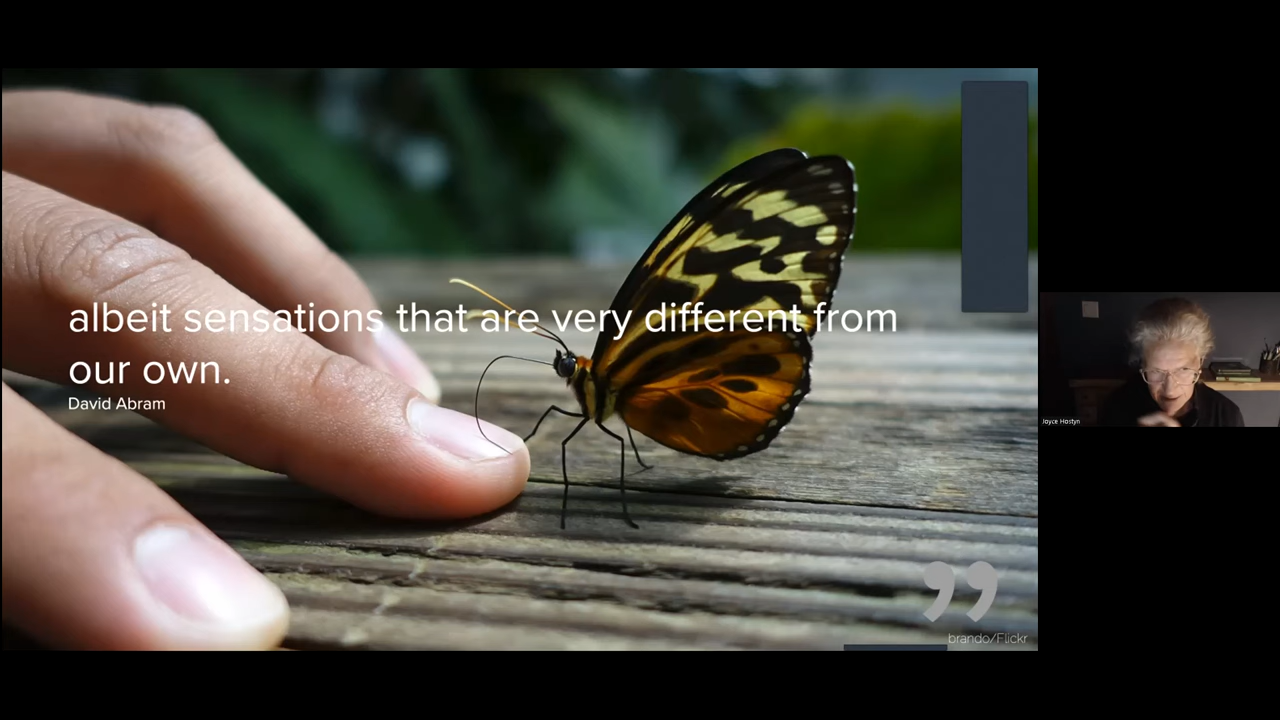 albeit sensations that are very different from
our own.
David Abram
”
brando/Flickr
Joyce Hostyn